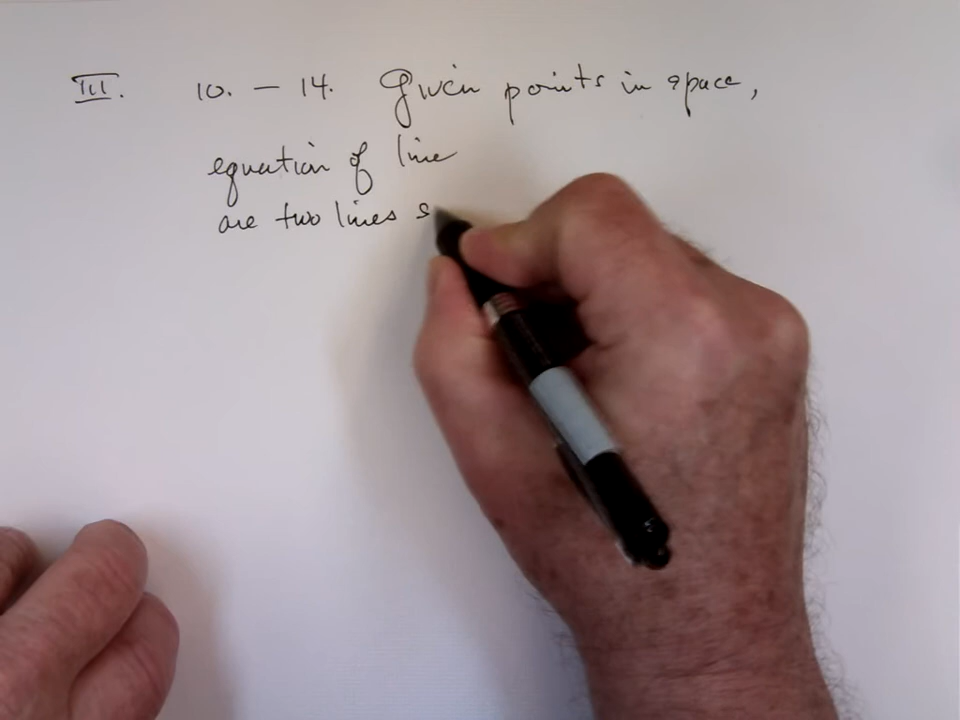 III. 10. — 14. Given points in space,
equation of line
are two lines s